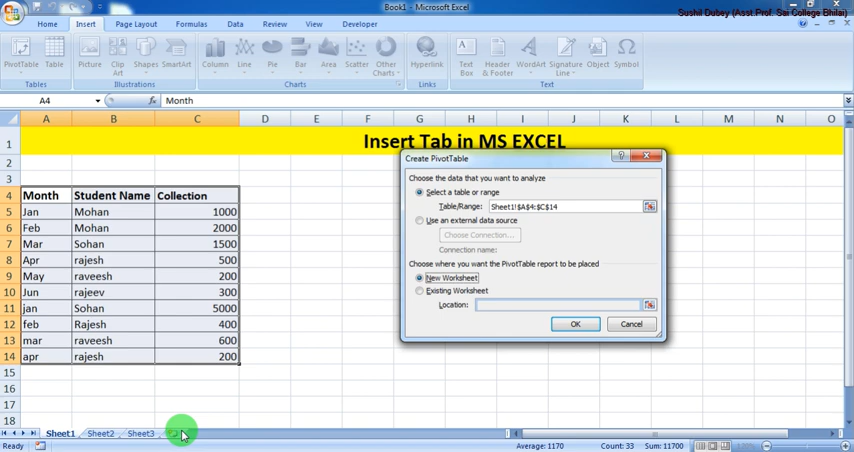 Book1 - Microsoft Excel
Sushil Dubey (Asst Prof. Sai College Bhilai)
Home Insert Page Layout Formulas Data Review View Developer
PivotTable Table Picture Clip Art Shapes SmartArt Column Line Pie Bar Area Scatter Other Charts Hyperlink Text Box Header & Footer WordArt Signature Line Object Symbol
Tables Illustrations Charts Links Text
A4 fx Month
A B C D E F G H I J K L M N O
1 Insert Tab in MS EXCEL
2
3
4 Month Student Name Collection
5 Jan Mohan 1000
6 Feb Mohan 2000
7 Mar Sohan 1500
8 Apr rajesh 500
9 May raveesh 200
10 Jun rajeev 300
11 jan Sohan 5000
12 feb Rajesh 400
13 mar raveesh 600
14 apr rajesh 200
15
16
17
18
Create PivotTable
Choose the data that you want to analyze
Select a table or range
Table/Range: Sheet1!$A$4:$C$14
Use an external data source
Choose Connection...
Connection name:
Choose where you want the PivotTable report to be placed
New Worksheet
Existing Worksheet
Location:
OK Cancel
Sheet1 Sheet2 Sheet3
Ready Average: 1170 Count: 33 Sum: 11700